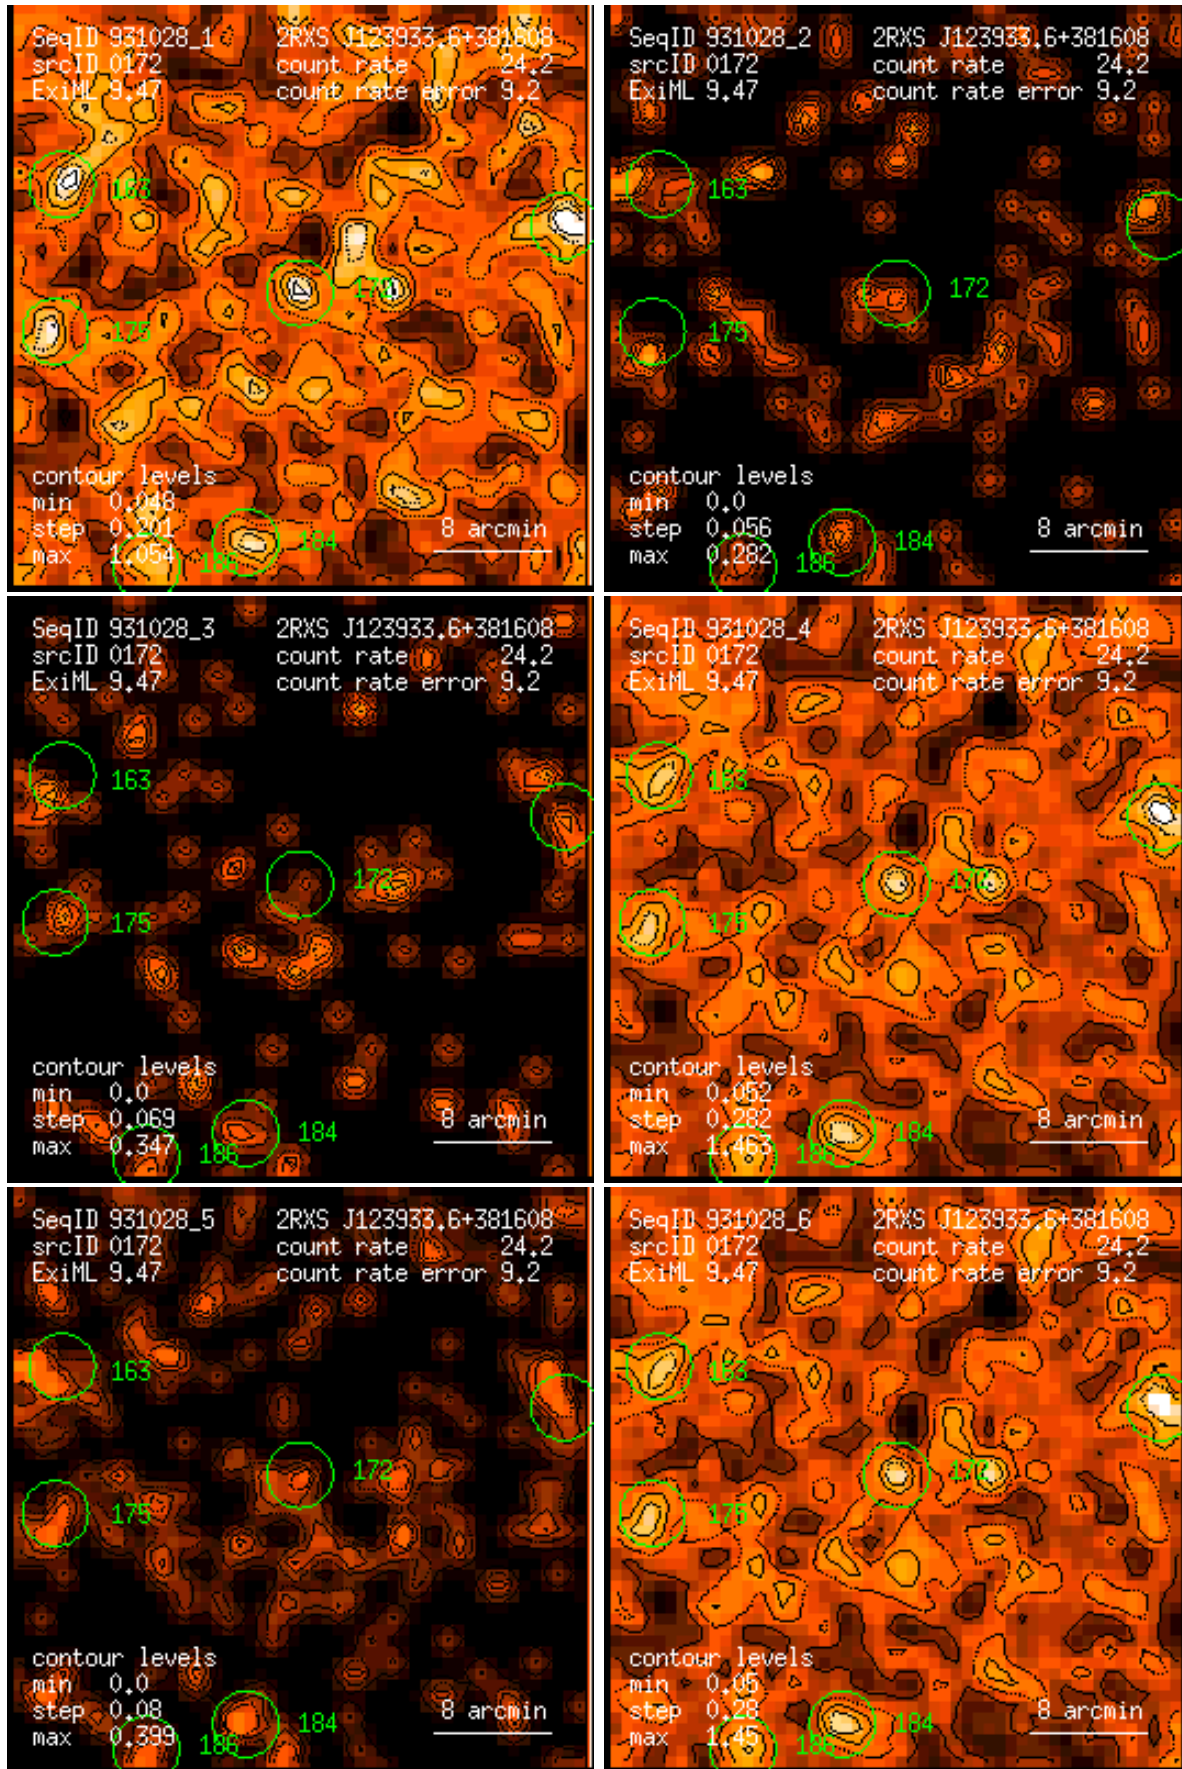 SeqID 931028_1 2RXS J123933.6+381608
srcID 0172 count rate 24.2
ExiML 9.47 count rate error 9.2
163
172
175
contour levels
min 0.048
step 0.201
max 1.054
8 arcmin
184
186
SeqID 931028_2 2RXS J123933.6+381608
srcID 0172 count rate 24.2
ExiML 9.47 count rate error 9.2
163
172
175
contour levels
min 0.0
step 0.056
max 0.282
8 arcmin
184
186
SeqID 931028_3 2RXS J123933.6+381608
srcID 0172 count rate 24.2
ExiML 9.47 count rate error 9.2
163
172
175
contour levels
min 0.0
step 0.069
max 0.347
8 arcmin
184
186
SeqID 931028_4 2RXS J123933.6+381608
srcID 0172 count rate 24.2
ExiML 9.47 count rate error 9.2
163
172
175
contour levels
min 0.052
step 0.282
max 1.463
8 arcmin
184
186
SeqID 931028_5 2RXS J123933.6+381608
srcID 0172 count rate 24.2
ExiML 9.47 count rate error 9.2
163
172
175
contour levels
min 0.0
step 0.08
max 0.399
8 arcmin
184
186
SeqID 931028_6 2RXS J123933.6+381608
srcID 0172 count rate 24.2
ExiML 9.47 count rate error 9.2
163
172
175
contour levels
min 0.05
step 0.28
max 1.45
8 arcmin
184
186